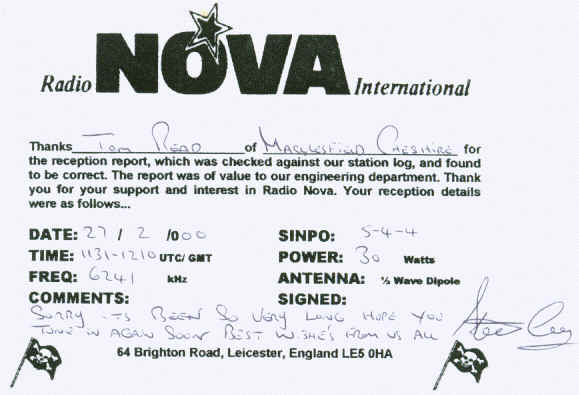 Radio NOVA International
Thanks Tom Read of Macclesfield Cheshire for
the reception report, which was checked against our station log, and found
to be correct. The report was of value to our engineering department. Thank
you for your support and interest in Radio Nova. Your reception details
were as follows...
DATE: 27 / 2 /000 SINPO: 5-4-4
TIME: 1131-1210 UTC/ GMT POWER: 30 Watts
FREQ: 6241 kHz ANTENNA: ½ Wave Dipole
COMMENTS: SIGNED:
Sorry its Been So Very Long Hope You
Tune in Again Soon Best Wishe's From us All
64 Brighton Road, Leicester, England LE5 0HA